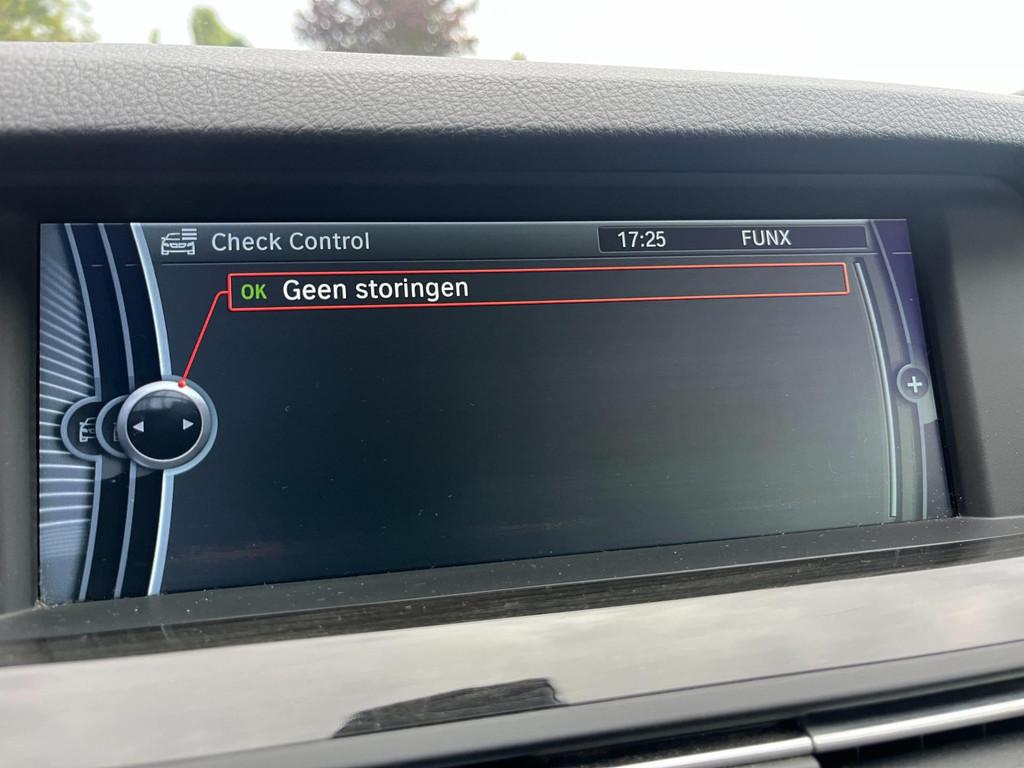 Check Control
17:25 FUNX
OK Geen storingen